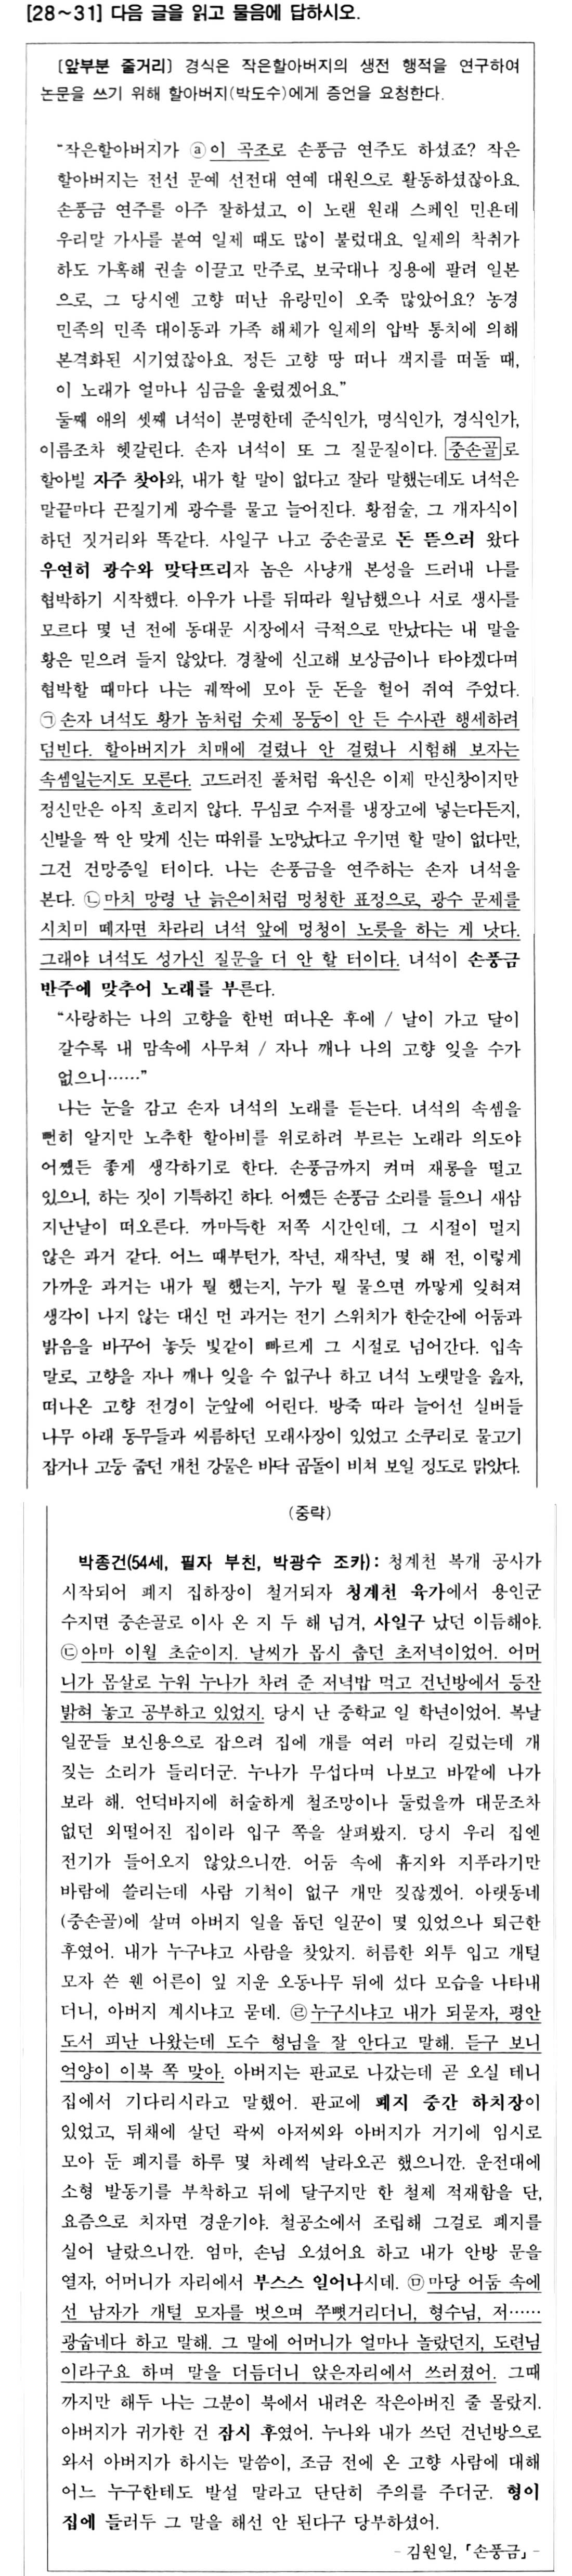 [28~31] 다음 글을 읽고 물음에 답하시오.
[앞부분 줄거리] 경식은 작은할아버지의 생전 행적을 연구하여
논문을 쓰기 위해 할아버지(박도수)에게 증언을 요청한다.
“작은할아버지가 ⓐ이 곡조로 손풍금 연주도 하셨죠? 작은
할아버지는 전선 문예 선전대 연예 대원으로 활동하셨잖아요.
손풍금 연주를 아주 잘하셨고, 이 노랜 원래 스페인 민요데
우리말 가사를 붙여 일제 때도 많이 불렀대요. 일제의 착취가
하도 가혹해 권솔 이끌고 만주로, 보국대나 징용에 팔려 일본
으로, 그 당시엔 고향 떠난 유랑민이 오죽 많았어요? 농경
민족의 민족 대이동과 가족 해체가 일제의 압박 통치에 의해
본격화된 시기였잖아요. 정든 고향 땅 떠나 객지를 떠돌 때,
이 노래가 얼마나 심금을 울렸겠어요.”
둘째 애의 셋째 녀석이 분명한데 준식인가, 명식인가, 경식인가,
이름조차 헷갈린다. 손자 녀석이 또 그 질문질이다. 중손골로
할아빌 자주 찾아와, 내가 할 말이 없다고 잘라 말했는데도 녀석은
말끝마다 끈질기게 광수를 물고 늘어진다. 황점술, 그 개자식이
하던 짓거리와 똑같다. 사일구 나고 중손골로 돈 뜯으러 왔다
우연히 광수와 맞닥뜨리자 놈은 사냥개 본성을 드러내 나를
협박하기 시작했다. 아우가 나를 뒤따라 월남했으나 서로 생사를
모르다 몇 년 전에 동대문 시장에서 극적으로 만났다는 내 말을
황은 믿으려 들지 않았다. 경찰에 신고해 보상금이나 타야겠다며
협박할 때마다 나는 궤짝에 모아 둔 돈을 헐어 쥐여 주었다.
㉠손자 녀석도 황가 놈처럼 숫제 몽둥이 안 든 수사관 행세하려
덤빈다. 할아버지가 치매에 걸렸나 안 걸렸나 시험해 보자는
속셈일는지도 모른다. 고드러진 풀처럼 육신은 이제 만신창이지만
정신만은 아직 흐리지 않다. 무심코 수저를 냉장고에 넣는다든지,
신발을 짝 안 맞게 신는 따위를 노망났다고 우기면 할 말이 없다만,
그건 건망증일 터이다. 나는 손풍금을 연주하는 손자 녀석을
본다. ㉡마치 망령 난 늙은이처럼 멍청한 표정으로, 광수 문제를
시치미 떼자면 차라리 녀석 앞에 멍청이 노릇을 하는 게 낫다.
그래야 녀석도 성가신 질문을 더 안 할 터이다. 녀석이 손풍금
반주에 맞추어 노래를 부른다.
“사랑하는 나의 고향을 한번 떠나온 후에 / 날이 가고 달이
갈수록 내 맘속에 사무쳐 / 자나 깨나 나의 고향 잊을 수가
없으니……”
나는 눈을 감고 손자 녀석의 노래를 듣는다. 녀석의 속셈을
뻔히 알지만 노추한 할아비를 위로하려 부르는 노래라 의도야
어쨌든 좋게 생각하기로 한다. 손풍금까지 켜며 재롱을 떨고
있으니, 하는 짓이 기특하긴 하다. 어쨌든 손풍금 소리를 들으니 새삼
지난날이 떠오른다. 까마득한 저쪽 시간인데, 그 시절이 멀지
않은 과거 같다. 어느 때부턴가, 작년, 재작년, 몇 해 전, 이렇게
가까운 과거는 내가 뭘 했는지, 누가 뭘 물으면 까맣게 잊혀져
생각이 나지 않는 대신 먼 과거는 전기 스위치가 한순간에 어둠과
밝음을 바꾸어 놓듯 빛같이 빠르게 그 시절로 넘어간다. 입속
말로, 고향을 자나 깨나 잊을 수 없구나 하고 녀석 노랫말을 읊자,
떠나온 고향 전경이 눈앞에 어린다. 방죽 따라 늘어선 실버들
나무 아래 동무들과 씨름하던 모래사장이 있었고 소쿠리로 물고기
잡거나 고둥 줍던 개천 강물은 바닥 곱돌이 비쳐 보일 정도로 맑았다.
(중략)
박종건(54세, 필자 부친, 박광수 조카): 청계천 복개 공사가
시작되어 폐지 집하장이 철거되자 청계천 육가에서 용인군
수지면 중손골로 이사 온 지 두 해 넘겨, 사일구 났던 이듬해야.
㉢아마 이월 초순이지. 날씨가 몹시 춥던 초저녁이었어. 어머
니가 몸살로 누워 누나가 차려 준 저녁밥 먹고 건넌방에서 등잔
밝혀 놓고 공부하고 있었지. 당시 난 중학교 일 학년이었어. 복날
일꾼들 보신용으로 잡으려 집에 개를 여러 마리 길렀는데 개
짖는 소리가 들리더군. 누나가 무섭다며 나보고 바깥에 나가
보라 해. 언덕바지에 허술하게 철조망이나 둘렀을까 대문조차
없던 외떨어진 집이라 입구 쪽을 살펴봤지. 당시 우리 집엔
전기가 들어오지 않았으니깐. 어둠 속에 휴지와 지푸라기만
바람에 쓸리는데 사람 기척이 없구 개만 짖잖겠어. 아랫동네
(중손골)에 살며 아버지 일을 돕던 일꾼이 몇 있었으나 퇴근한
후였어. 내가 누구냐고 사람을 찾았지. 허름한 외투 입고 개털
모자 쓴 웬 어른이 잎 지운 오동나무 뒤에 섰다 모습을 나타내
더니, 아버지 계시냐고 묻데. ㉣누구시냐고 내가 되묻자, 평안
도서 피난 나왔는데 도수 형님을 잘 안다고 말해. 듣구 보니
억양이 이북 쪽 맞아. 아버지는 판교로 나갔는데 곧 오실 테니
집에서 기다리시라고 말했어. 판교에 폐지 중간 하치장이
있었고, 뒤채에 살던 곽씨 아저씨와 아버지가 거기에 임시로
모아 둔 폐지를 하루 몇 차례씩 날라오곤 했으니깐. 운전대에
소형 발동기를 부착하고 뒤에 달구지만 한 철제 적재함을 단,
요즘으로 치자면 경운기야. 철공소에서 조립해 그걸로 폐지를
실어 날랐으니깐. 엄마, 손님 오셨어요 하고 내가 안방 문을
열자, 어머니가 자리에서 부스스 일어나시데. ㉤마당 어둠 속에
선 남자가 개털 모자를 벗으며 쭈뼛거리더니, 형수님, 저……
광숩네다 하고 말해. 그 말에 어머니가 얼마나 놀랐던지, 도련님
이라구요 하며 말을 더듬더니 앉은자리에서 쓰러졌어. 그때
까지만 해두 나는 그분이 북에서 내려온 작은아버진 줄 몰랐지.
아버지가 귀가한 건 잠시 후였어. 누나와 내가 쓰던 건넌방으로
와서 아버지가 하시는 말씀이, 조금 전에 온 고향 사람에 대해
어느 누구한테도 발설 말라고 단단히 주의를 주더군. 형이
집에 들러두 그 말을 해선 안 된다구 당부하셨어.
- 김원일, 「손풍금」-